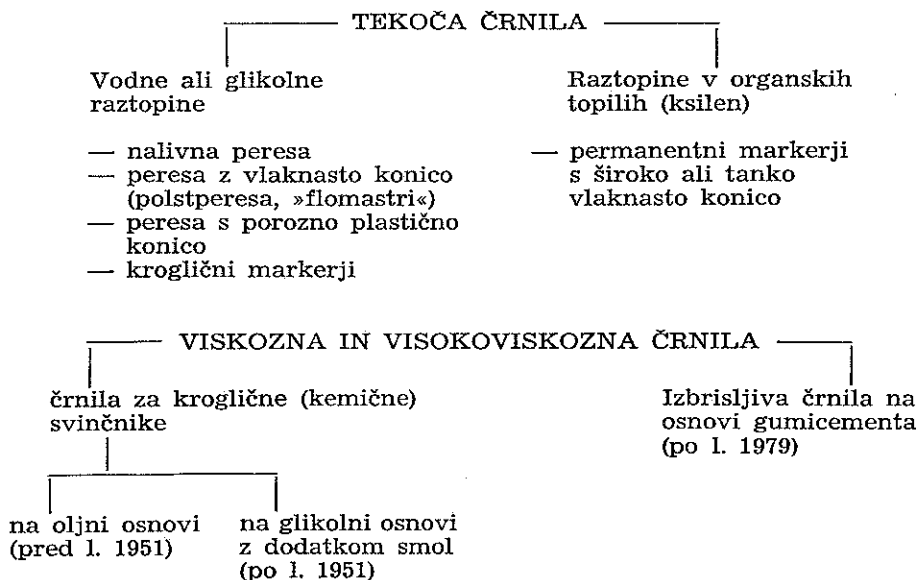 TEKOČA ČRNILA
Vodne ali glikolne
raztopine
— nalivna peresa
— peresa z vlaknasto konico
(polstperesa, »flomastri«)
— peresa s porozno plastično
konico
— kroglični markerji
Raztopine v organskih
topilih (ksilen)
— permanentni markerji
s široko ali tanko
vlaknasto konico
VISKOZNA IN VISOKOVISKOZNA ČRNILA
črnila za kroglične (kemične)
svinčnike
na oljni osnovi
(pred l. 1951)
na glikolni osnovi
z dodatkom smol
(po l. 1951)
Izbrisljiva črnila na
osnovi gumicementa
(po l. 1979)